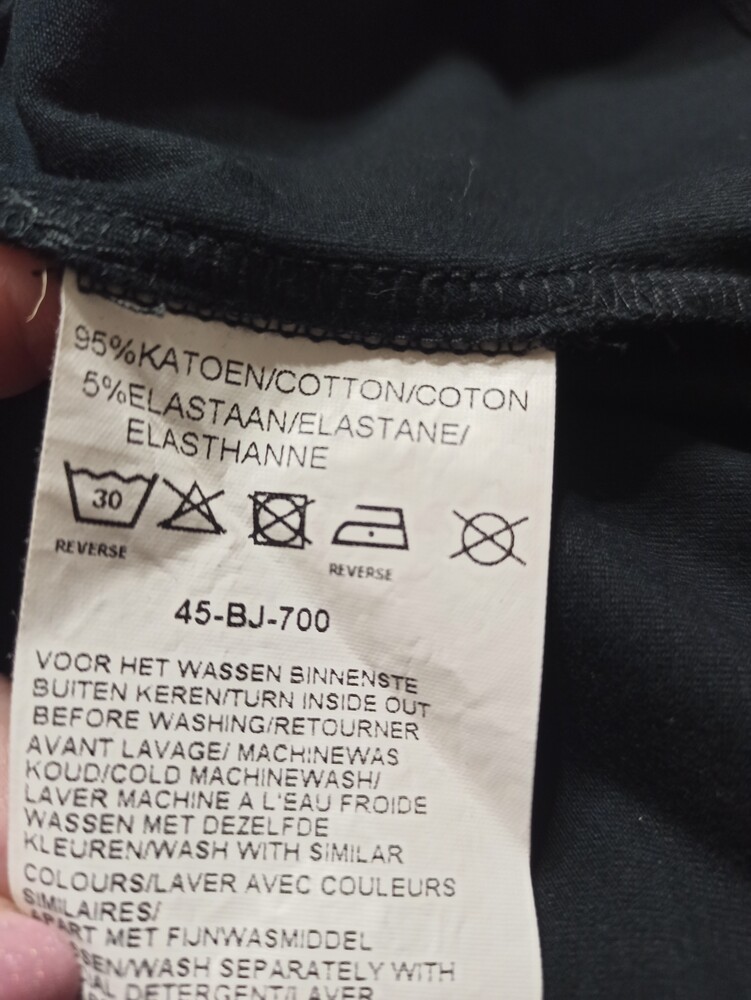 95%KATOEN/COTTON/COTON
5%ELASTAAN/ELASTANE/
ELASTHANNE
30
REVERSE
REVERSE
45-BJ-700
VOOR HET WASSEN BINNENSTE
BUITEN KEREN/TURN INSIDE OUT
BEFORE WASHING/RETOURNER
AVANT LAVAGE/ MACHINEWAS
KOUD/COLD MACHINEWASH/
LAVER MACHINE A L'EAU FROIDE
WASSEN MET DEZELFDE
KLEUREN/WASH WITH SIMILAR
COLOURS/LAVER AVEC COULEURS
SIMILAIRES/
MET FIJNWASMIDDEL
WASH SEPARATELY WITH
DETERGENT/LAVER